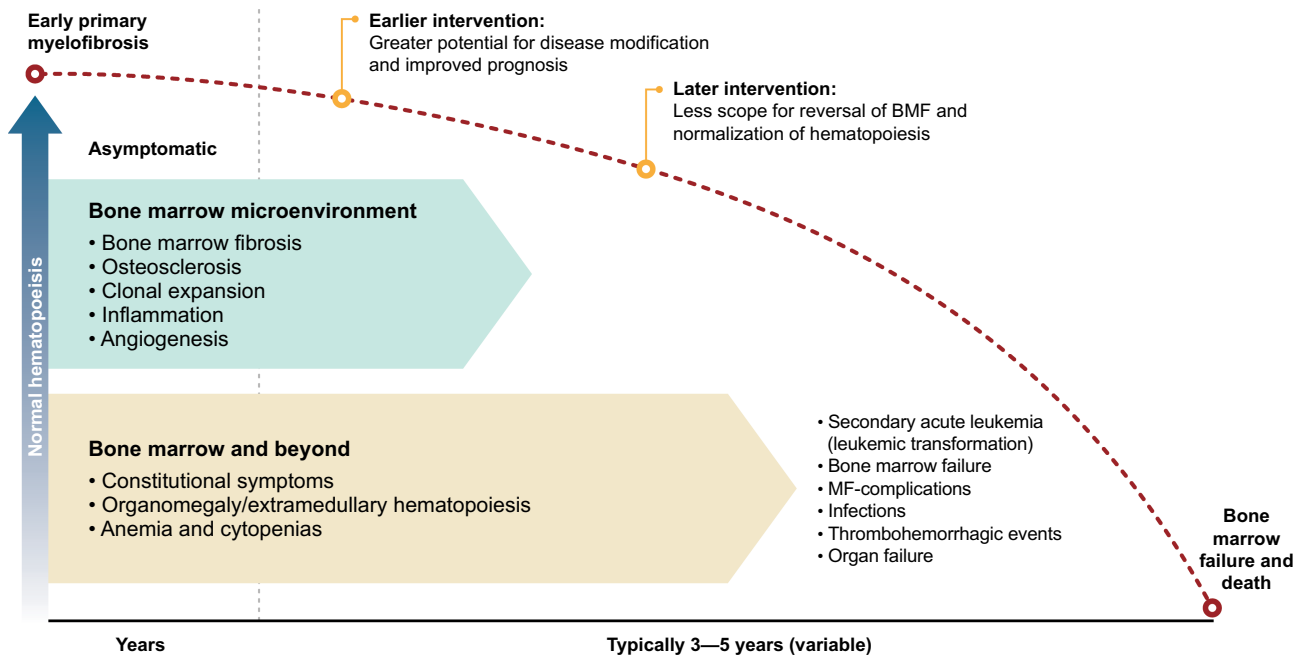 Early primary
myelofibrosis
Earlier intervention:
Greater potential for disease modification
and improved prognosis
Later intervention:
Less scope for reversal of BMF and
normalization of hematopoiesis
Normal hematopoeisis
Asymptomatic
Bone marrow microenvironment
• Bone marrow fibrosis
• Osteosclerosis
• Clonal expansion
• Inflammation
• Angiogenesis
Bone marrow and beyond
• Constitutional symptoms
• Organomegaly/extramedullary hematopoiesis
• Anemia and cytopenias
• Secondary acute leukemia
(leukemic transformation)
• Bone marrow failure
• MF-complications
• Infections
• Thrombohemorrhagic events
• Organ failure
Bone
marrow
failure and
death
Years
Typically 3—5 years (variable)